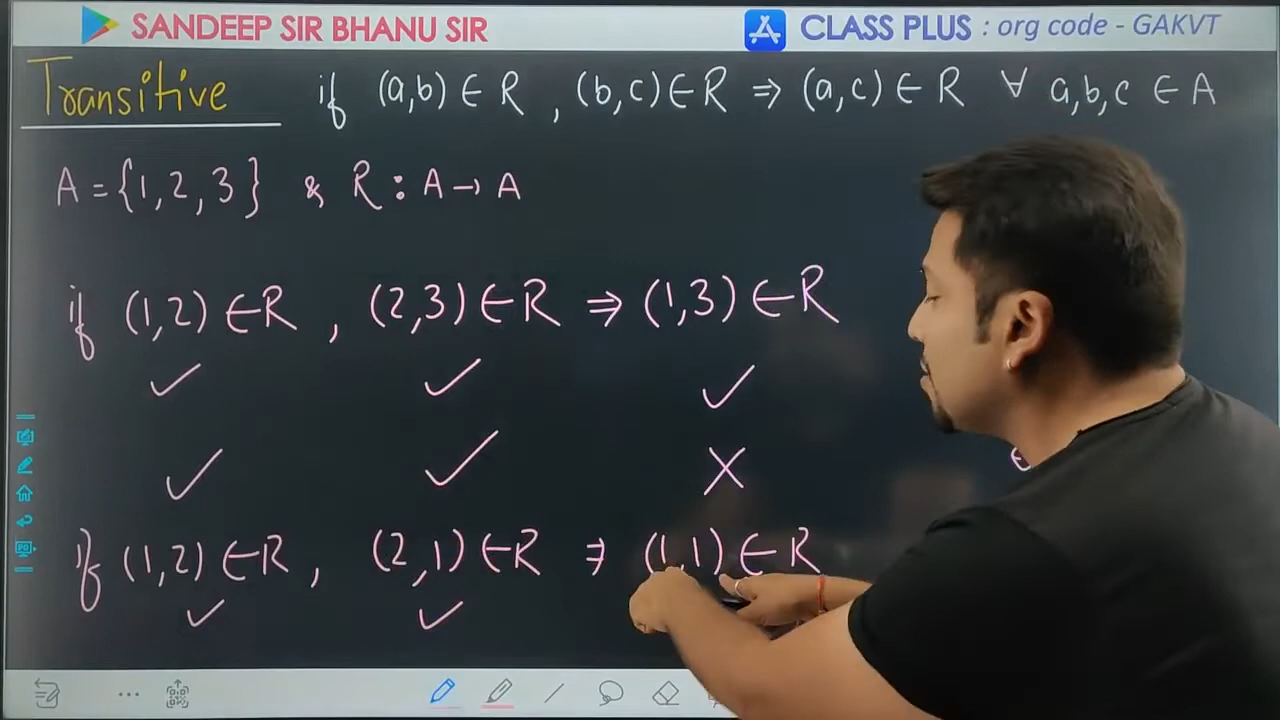 SANDEEP SIR BHANU SIR
CLASS PLUS : org code - GAKVT
Transitive if (a,b) ∈ R , (b,c) ∈ R ⇒ (a,c) ∈ R ∀ a,b,c ∈ A
A = {1, 2, 3} & R : A → A
if (1,2) ∈ R , (2,3) ∈ R ⇒ (1,3) ∈ R
✓ ✓ ✓
✓ ✓ X
if (1,2) ∈ R , (2,1) ∈ R ⇒ (1,1) ∈ R
✓ ✓